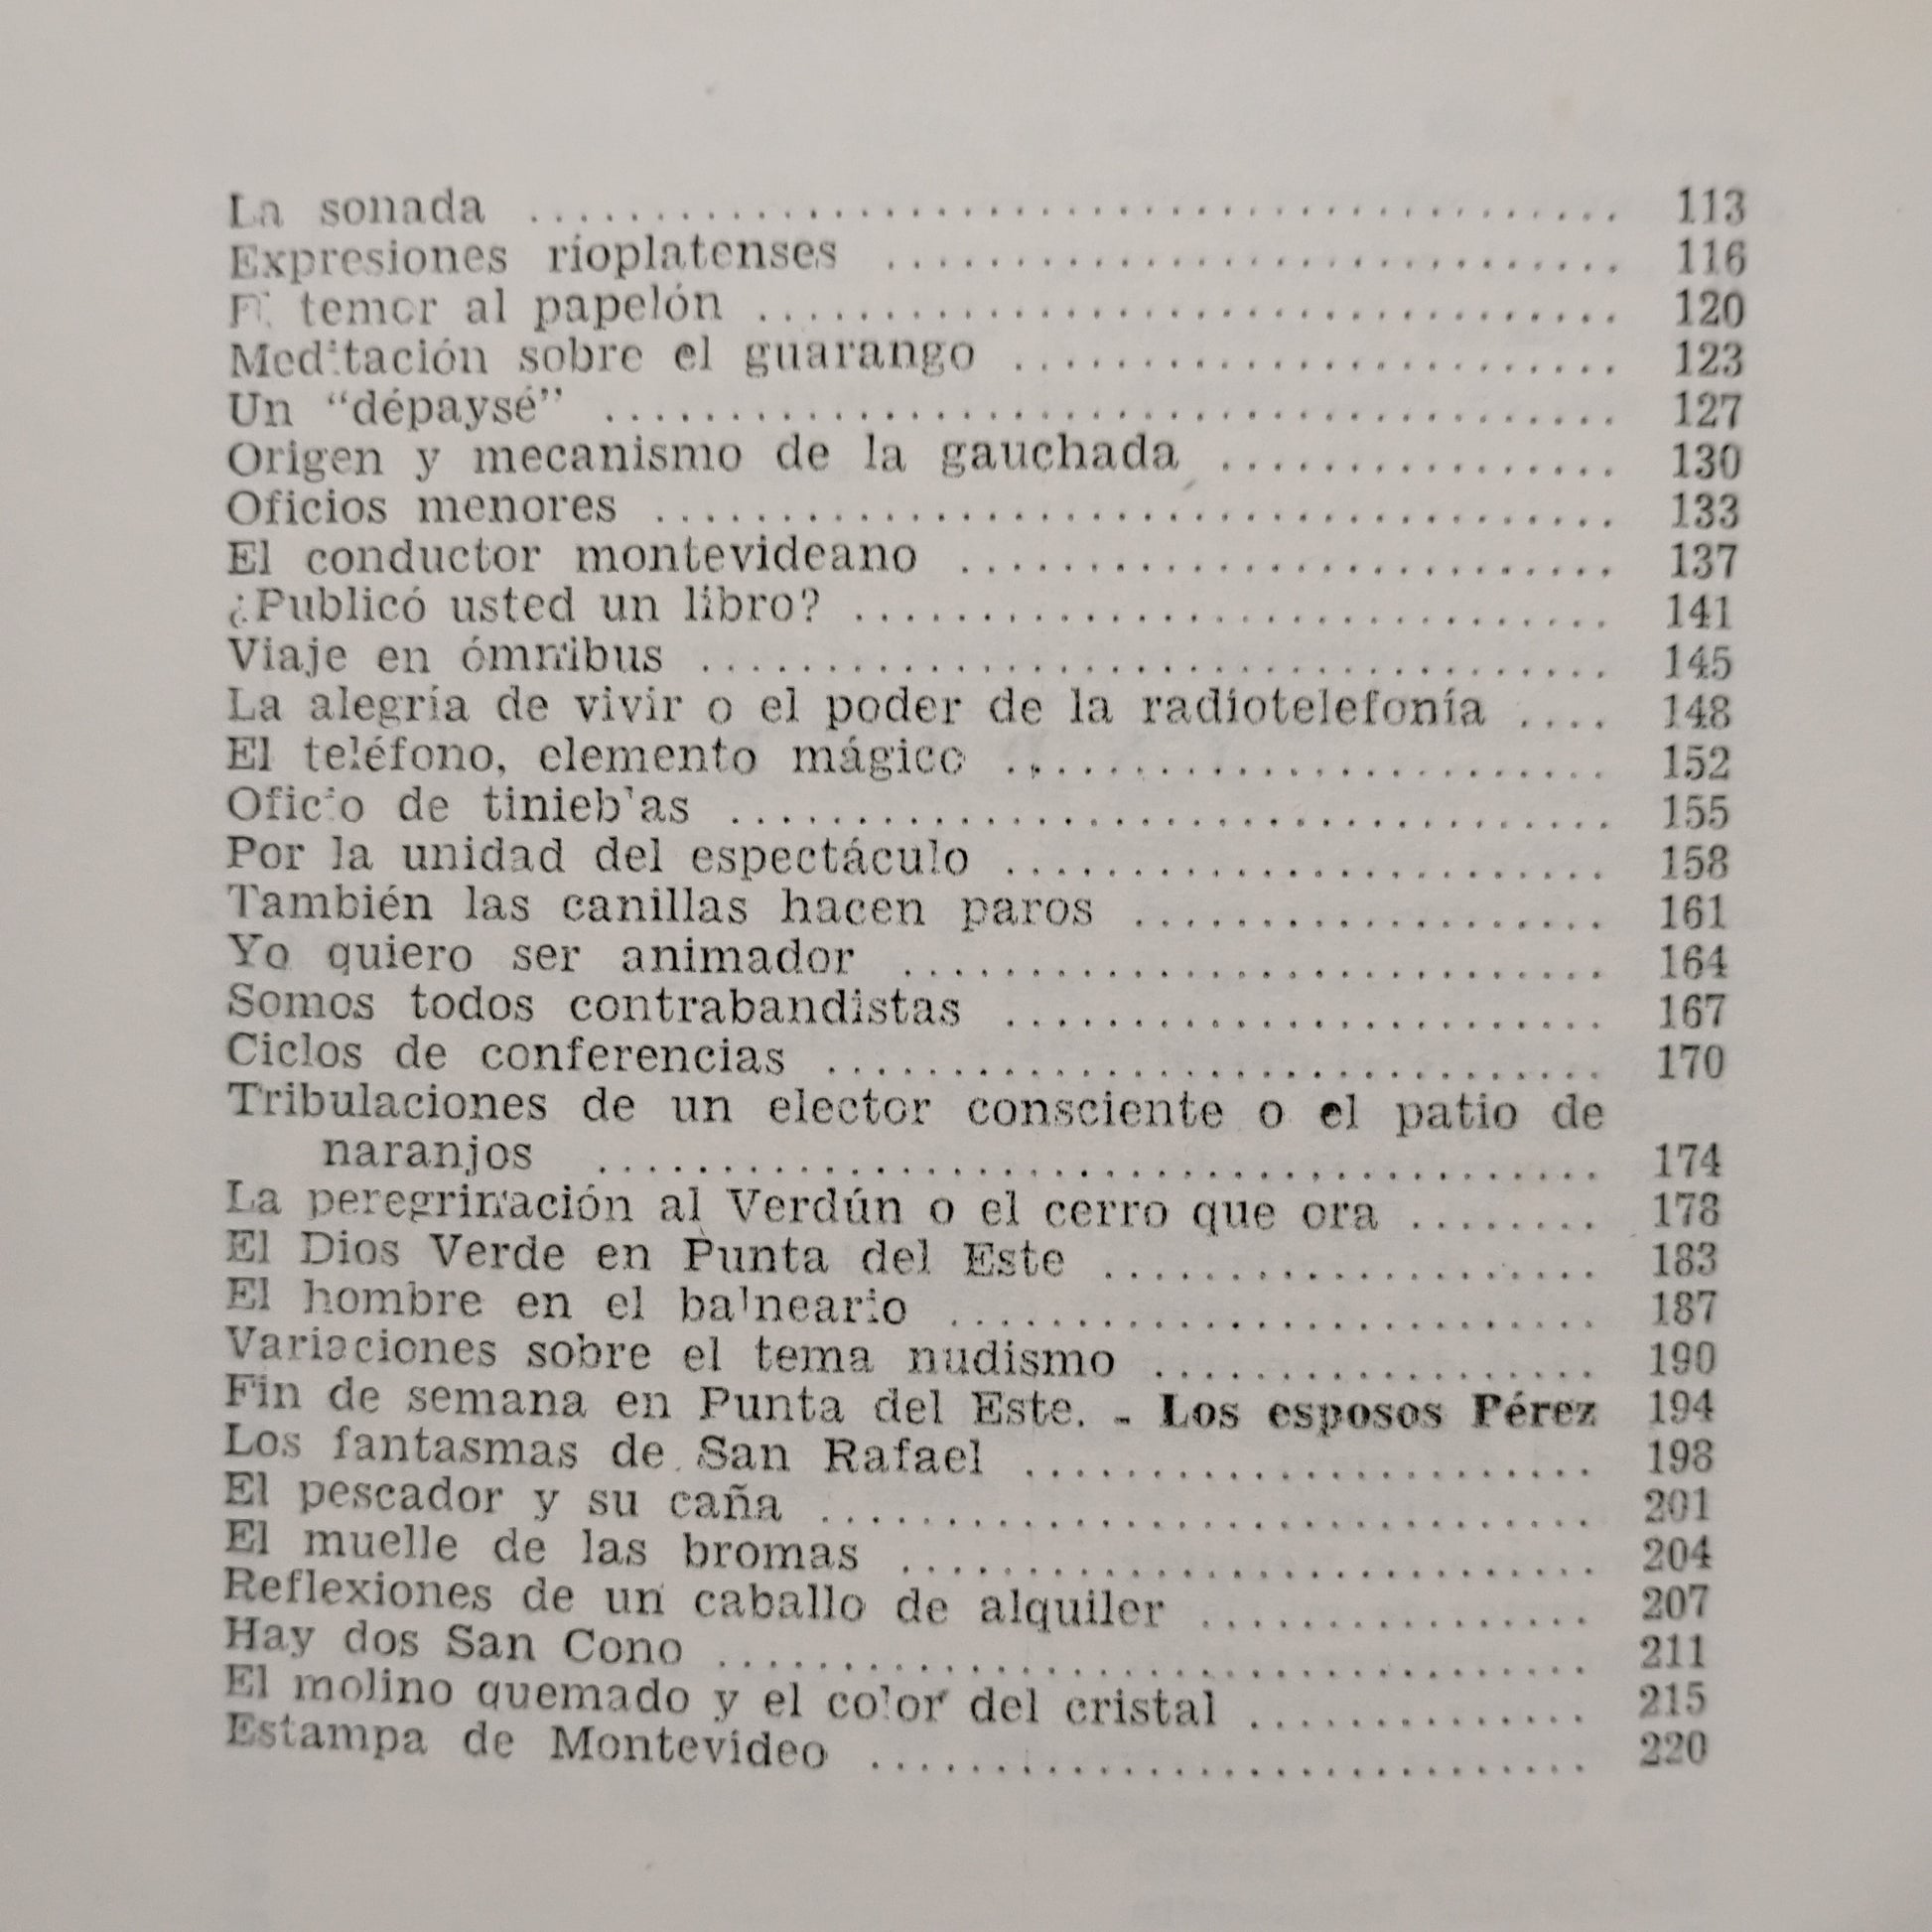 La sonada ........................................... 113
Expresiones rioplatenses .............................. 116
El temor al papelón .................................. 120
Meditación sobre el guarango ........................ 123
Un “dépaysé” ......................................... 127
Origen y mecanismo de la gauchada ................ 130
Oficios menores ...................................... 133
El conductor montevideano ........................... 137
¿Publicó usted un libro? .............................. 141
Viaje en ómnibus ..................................... 145
La alegría de vivir o el poder de la radiotelefonía .... 148
El teléfono, elemento mágico ........................ 152
Oficio de tinieblas ................................... 155
Por la unidad del espectáculo ........................ 158
También las canillas hacen paros ................... 161
Yo quiero ser animador ............................ 164
Somos todos contrabandistas ........................ 167
Ciclos de conferencias ............................... 170
Tribulaciones de un elector consciente o el patio de
naranjos ........................................ 174
La peregrinación al Verdún o el cerro que ora ........ 178
El Dios Verde en Punta del Este .................... 183
El hombre en el balneario .......................... 187
Variaciones sobre el tema nudismo .................. 190
Fin de semana en Punta del Este. - Los esposos Pérez 194
Los fantasmas de San Rafael ....................... 198
El pescador y su caña ............................... 201
El muelle de las bromas ............................ 204
Reflexiones de un caballo de alquiler ................ 207
Hay dos San Cono ................................... 211
El molino quemado y el color del cristal .............. 215
Estampa de Montevideo ............................. 220